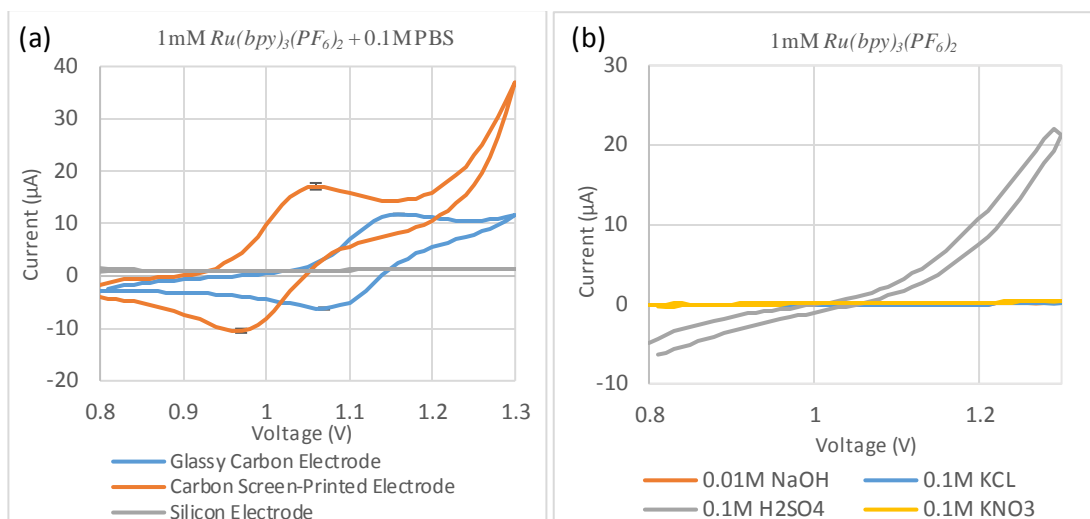 (a)
1mM Ru(bpy)₃(PF₆)₂ + 0.1MPBS
40
30
20
10
0
-10
-20
Current (µA)
0.8 0.9 1 1.1 1.2 1.3
Voltage (V)
Glassy Carbon Electrode
Carbon Screen-Printed Electrode
Silicon Electrode
(b)
1mM Ru(bpy)₃(PF₆)₂
30
20
10
0
-10
Current (µA)
0.8 1 1.2
Voltage (V)
0.01M NaOH 0.1M KCL
0.1M H2SO4 0.1M KNO3